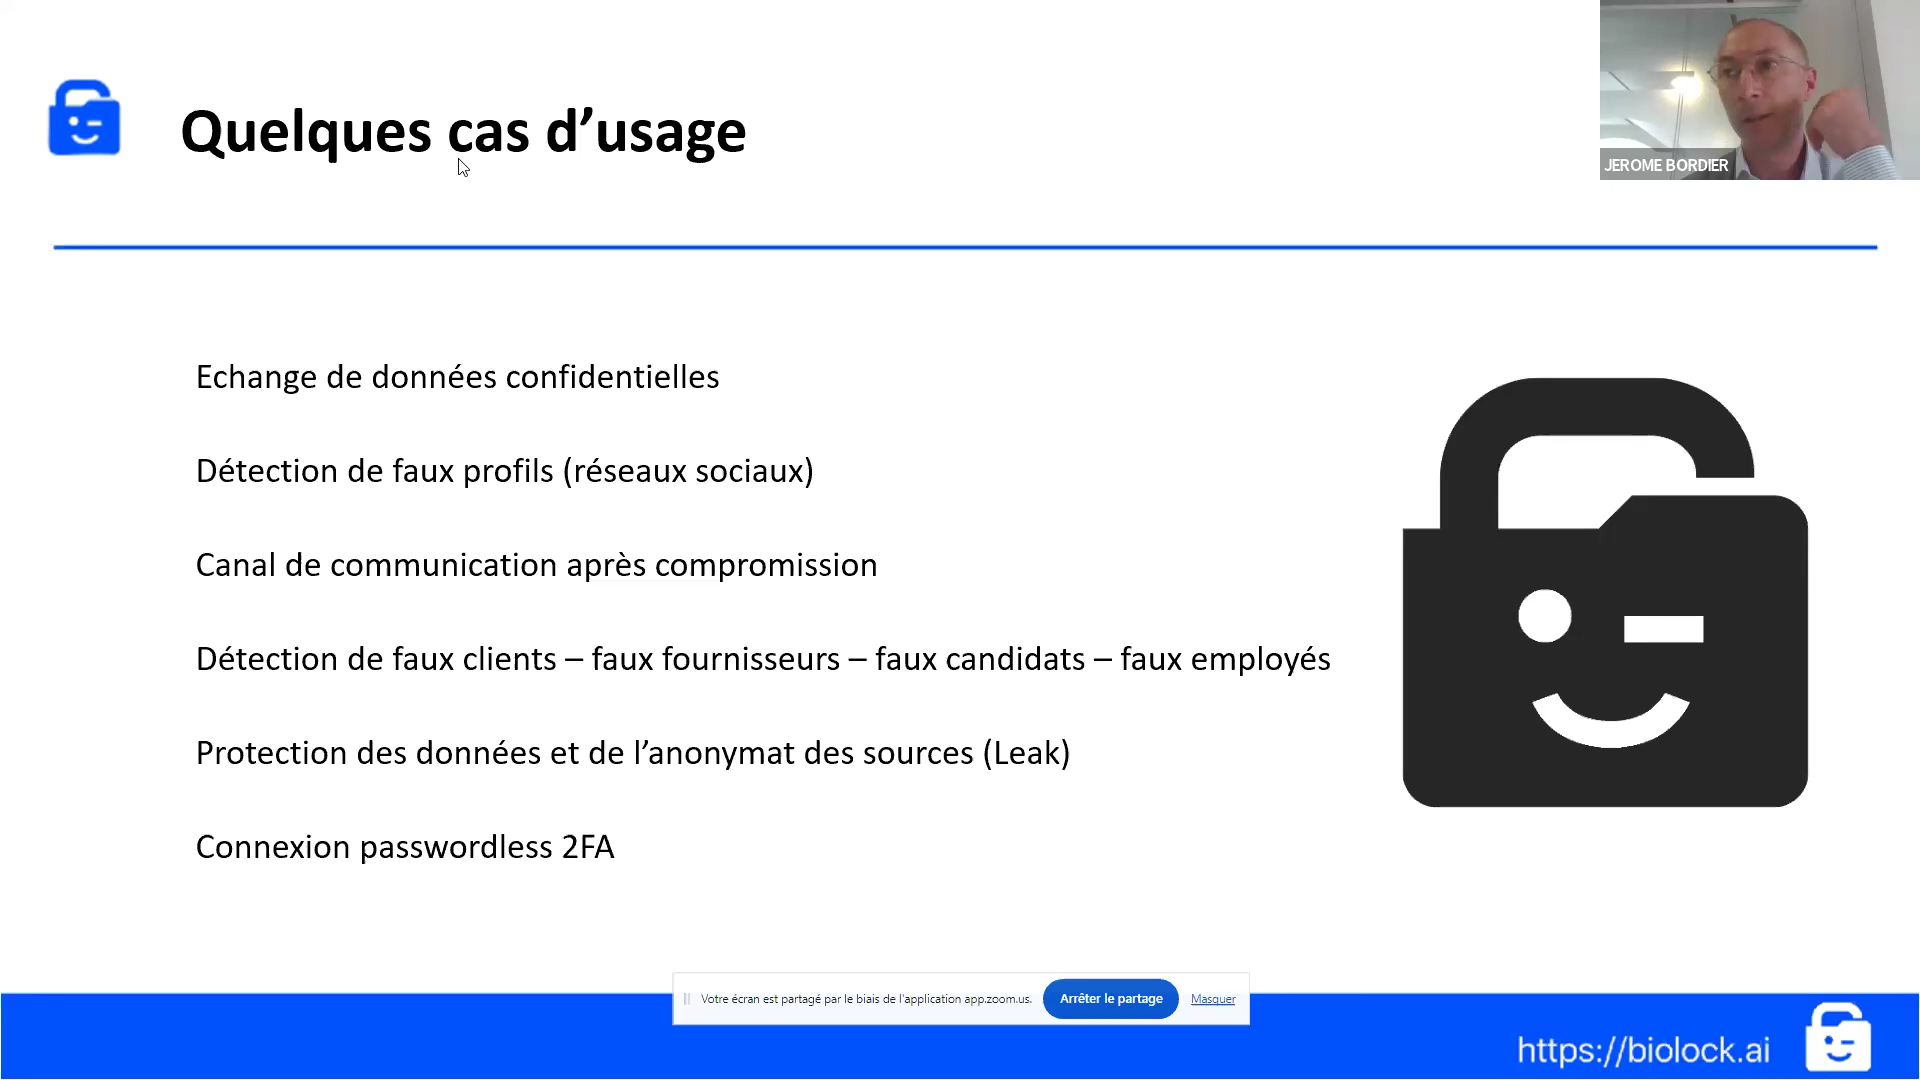 Quelques cas d’usage
JEROME BORDIER
Echange de données confidentielles
Détection de faux profils (réseaux sociaux)
Canal de communication après compromission
Détection de faux clients – faux fournisseurs – faux candidats – faux employés
Protection des données et de l’anonymat des sources (Leak)
Connexion passwordless 2FA
Votre écran est partagé par le biais de l'application app.zoom.us.
Arrêter le partage
Masquer
https://biolock.ai